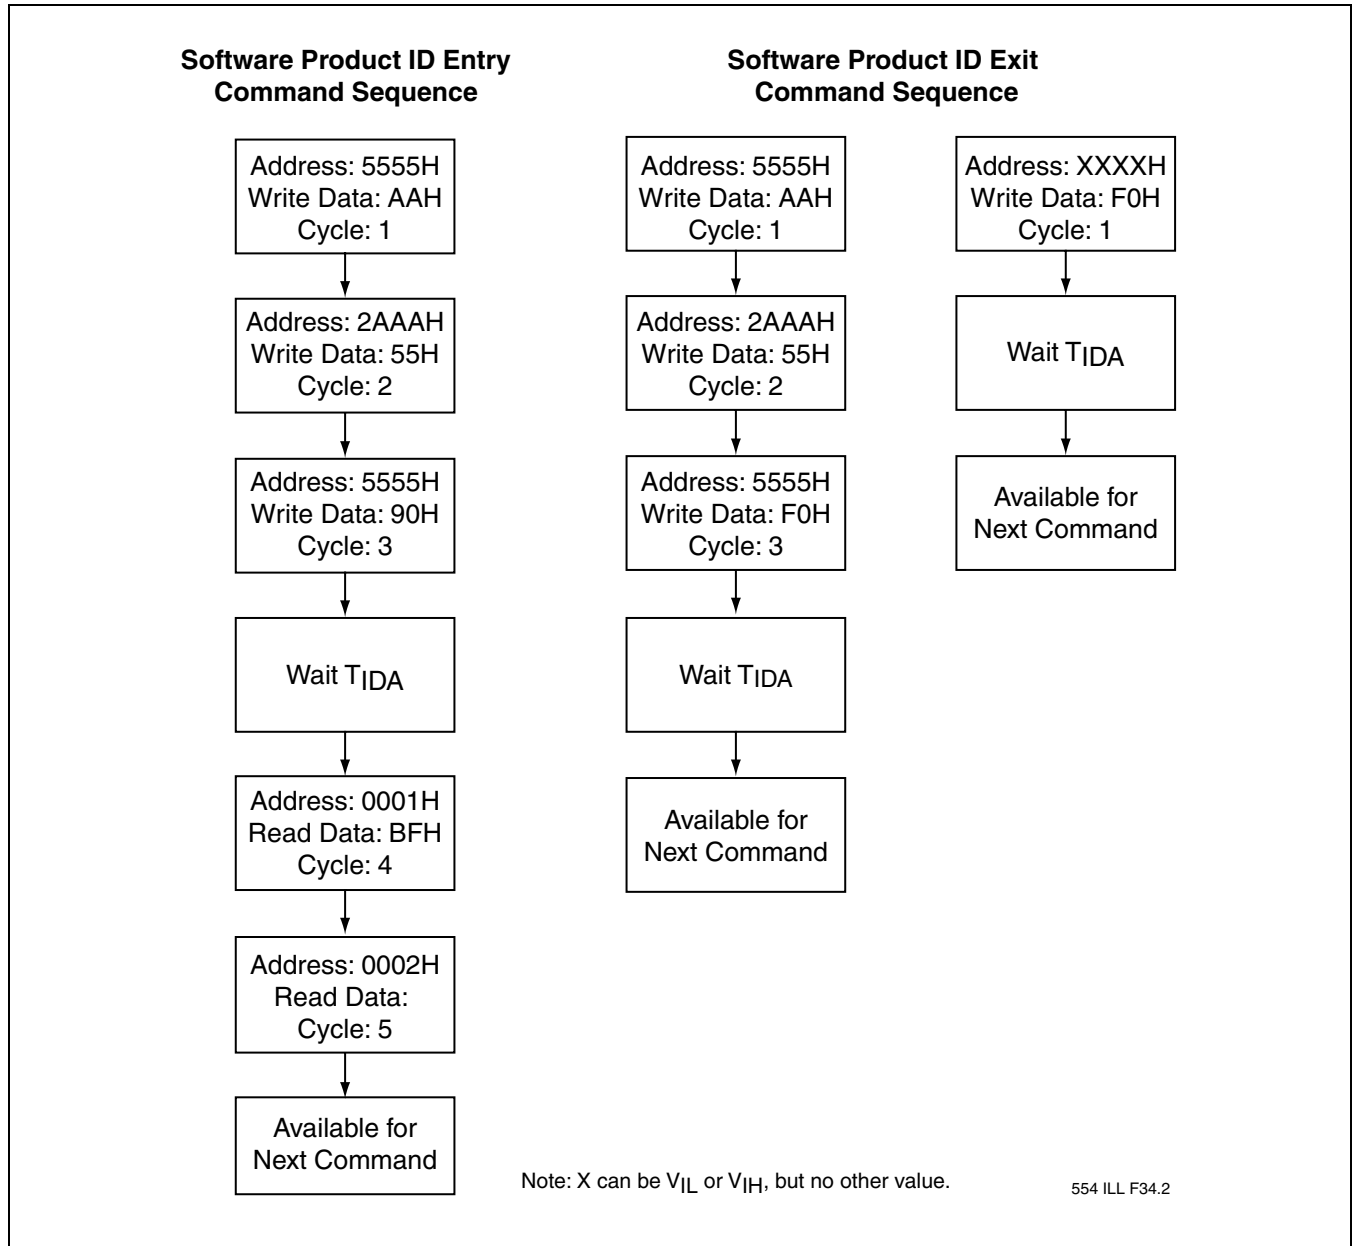 Software Product ID Entry
Command Sequence
Address: 5555H
Write Data: AAH
Cycle: 1
Address: 2AAAH
Write Data: 55H
Cycle: 2
Address: 5555H
Write Data: 90H
Cycle: 3
Wait TIDA
Address: 0001H
Read Data: BFH
Cycle: 4
Address: 0002H
Read Data:
Cycle: 5
Available for
Next Command
Software Product ID Exit
Command Sequence
Address: 5555H
Write Data: AAH
Cycle: 1
Address: 2AAAH
Write Data: 55H
Cycle: 2
Address: 5555H
Write Data: F0H
Cycle: 3
Wait TIDA
Available for
Next Command
Address: XXXXH
Write Data: F0H
Cycle: 1
Wait TIDA
Available for
Next Command
Note: X can be VIL or VIH, but no other value.
554 ILL F34.2